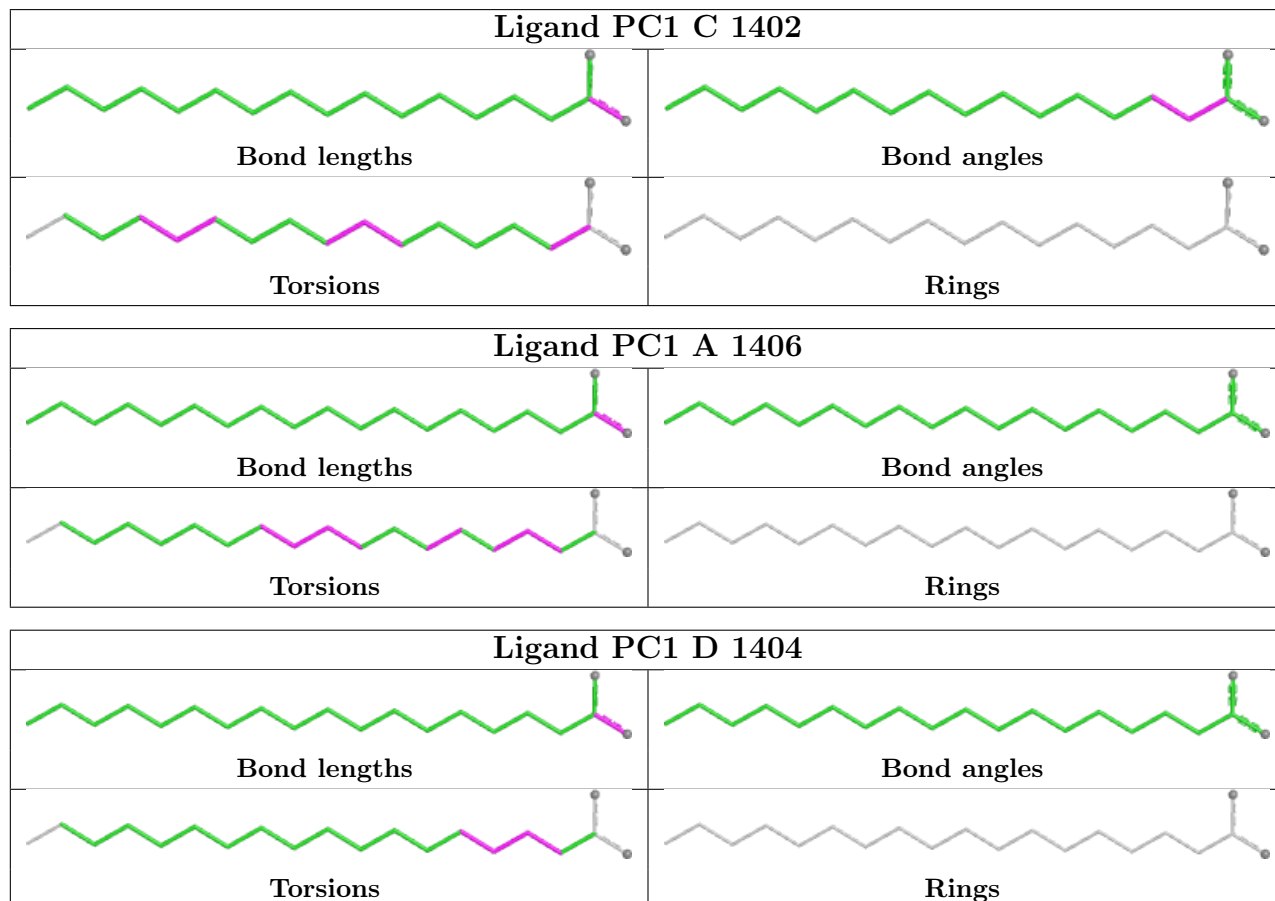 Ligand PC1 C 1402
Bond lengths
Bond angles
Torsions
Rings
Ligand PC1 A 1406
Bond lengths
Bond angles
Torsions
Rings
Ligand PC1 D 1404
Bond lengths
Bond angles
Torsions
Rings